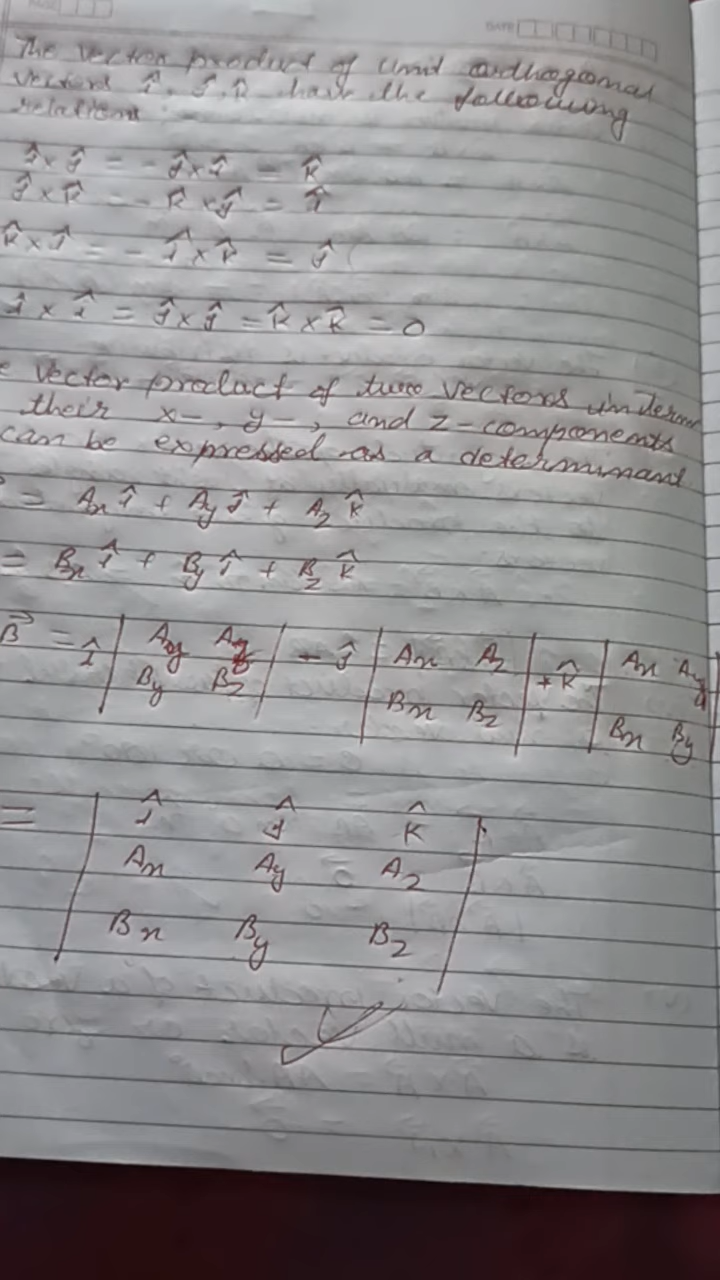 DATE
The vector product of unit orthogonal
vectors î, ĵ, k̂ have the following
relations :-
î × ĵ = - ĵ × î = k̂
ĵ × k̂ = - k̂ × ĵ = î
k̂ × î = - î × k̂ = ĵ
î × î = ĵ × ĵ = k̂ × k̂ = 0
vector product of two vectors in term
their x-, y-, and z-components
can be expressed as a determinant
= Ax î + Ay ĵ + Az k̂
= Bx î + By î + Bz k̂
B⃗ = î | Ay Az ; By Bz | - ĵ | Ax Az ; Bx Bz | + k̂ | Ax Ay ; Bx By |
= | î ĵ k̂ |
| Ax Ay Az |
| Bx By Bz |